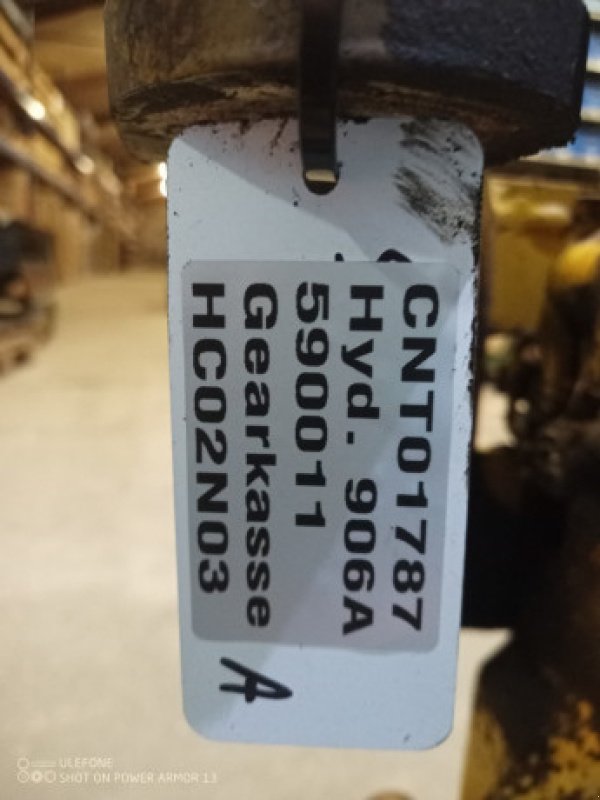 CNT01787
Hyd. 906A
590011
Gearkasse
HC02N03
A
ULEFONE
SHOT ON POWER ARMOR 13